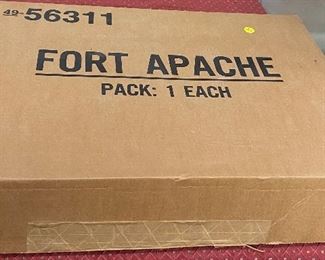 49-56311
FORT APACHE
PACK: 1 EACH